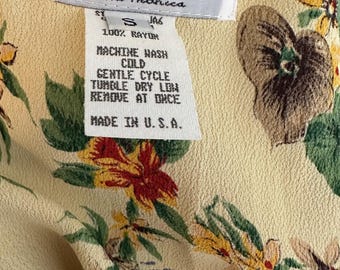 S
100% RAYON
MACHINE WASH
COLD
GENTLE CYCLE
TUMBLE DRY LOW
REMOVE AT ONCE
MADE IN U.S.A.